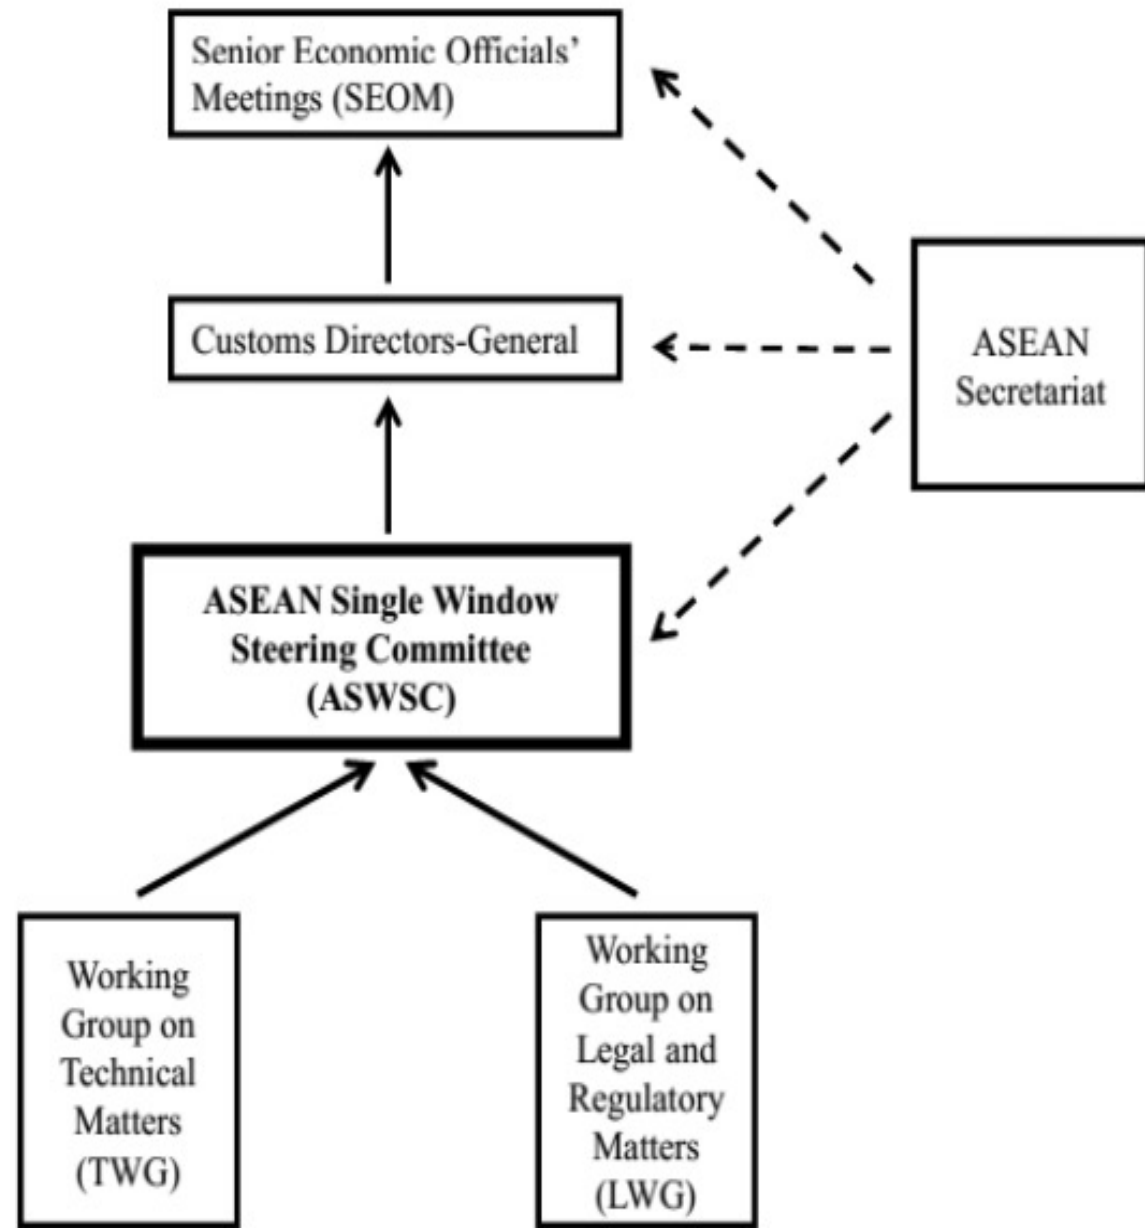 Senior Economic Officials'
Meetings (SEOM)
Customs Directors-General
ASEAN
Secretariat
ASEAN Single Window
Steering Committee
(ASWSC)
Working
Group on
Technical
Matters
(TWG)
Working
Group on
Legal and
Regulatory
Matters
(LWG)